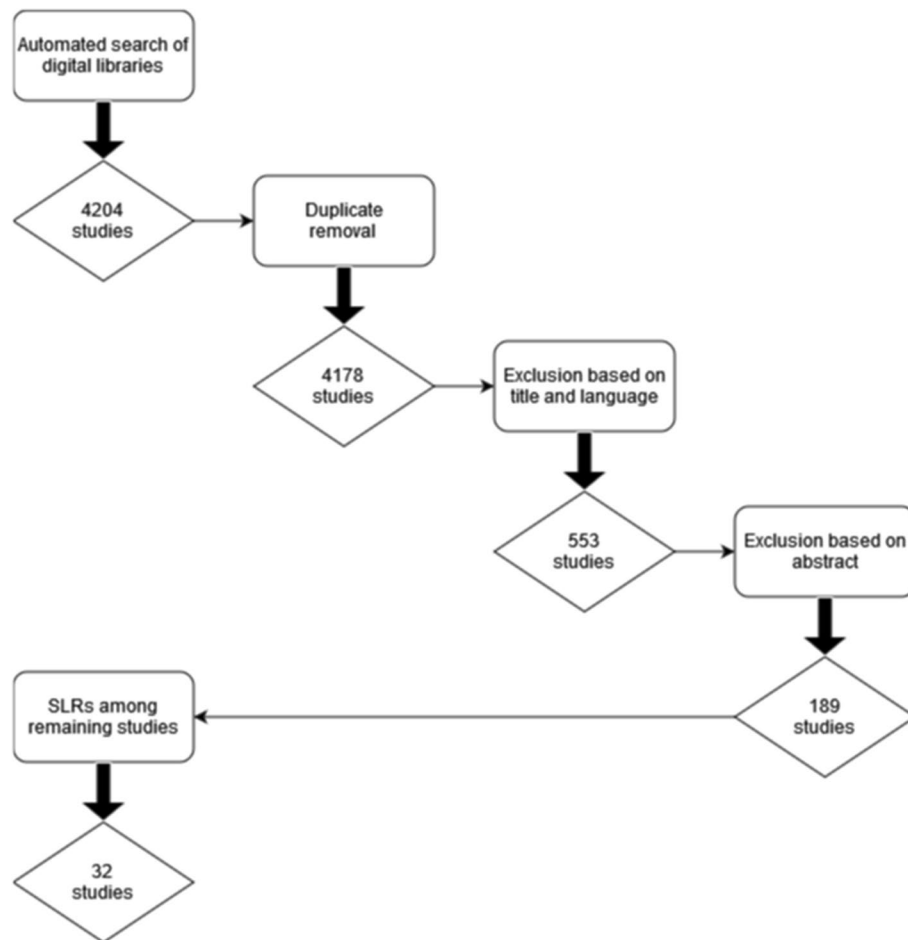 Automated search of
digital libraries
4204
studies
Duplicate
removal
4178
studies
Exclusion based on
title and language
553
studies
Exclusion based on
abstract
189
studies
SLRs among
remaining studies
32
studies